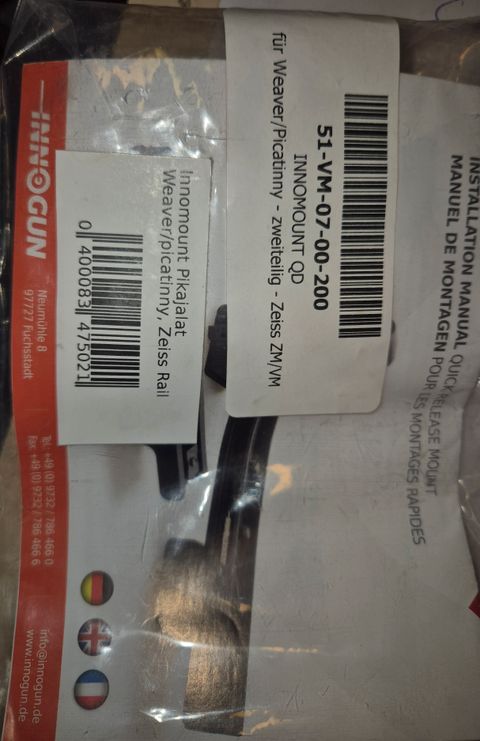 INSTALLATION MANUAL QUICK RELEASE MOUNT
MANUEL DE MONTAGEN POUR LES MONTAGES RAPIDES
51-VM-07-00-200
INNOMOUNT QD
für Weaver/Picatinny - zweiteilig - Zeiss ZM/VM
Innomount Pikajalat
Weaver/picatinny, Zeiss Rail
0 400083 475021
INNOGUN
Neumühle 8
97727 Fuchsstadt
Tel. +49 (0) 9732 / 786 466 0
Fax +49 (0) 9732 / 786 466 6
info@innogun.de
www.innogun.de